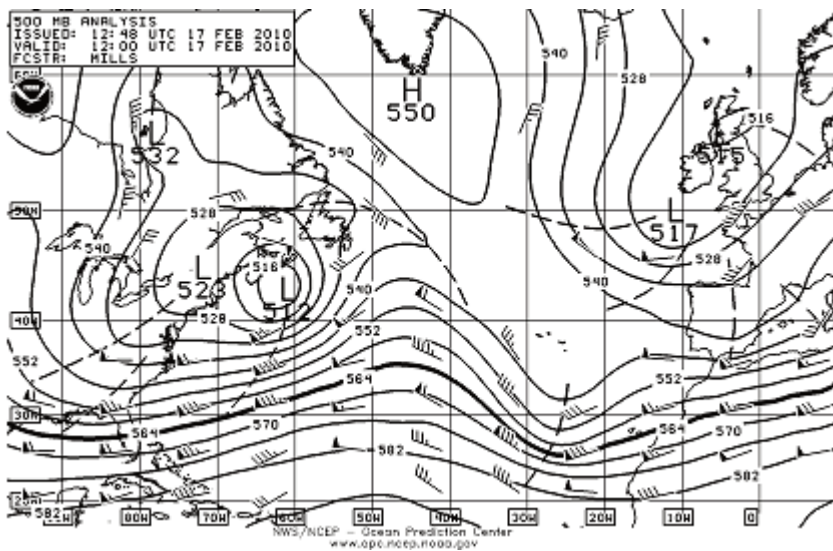 500 MB ANALYSIS
ISSUED: 12:48 UTC 17 FEB 2010
VALID: 12:00 UTC 17 FEB 2010
FCSTR: MILLS
540
528
H
550
516
L
532
L
515
540
50N
528
L
517
540
L
516
528
523
L
512
540
540
528
40N
552
552
552
564
30N
564
564
570
570
582
582
25N
582
80W
70W
60W
50W
40W
30W
20W
10W
0
NWS/NCEP – Ocean Prediction Center
www.opc.ncep.noaa.gov